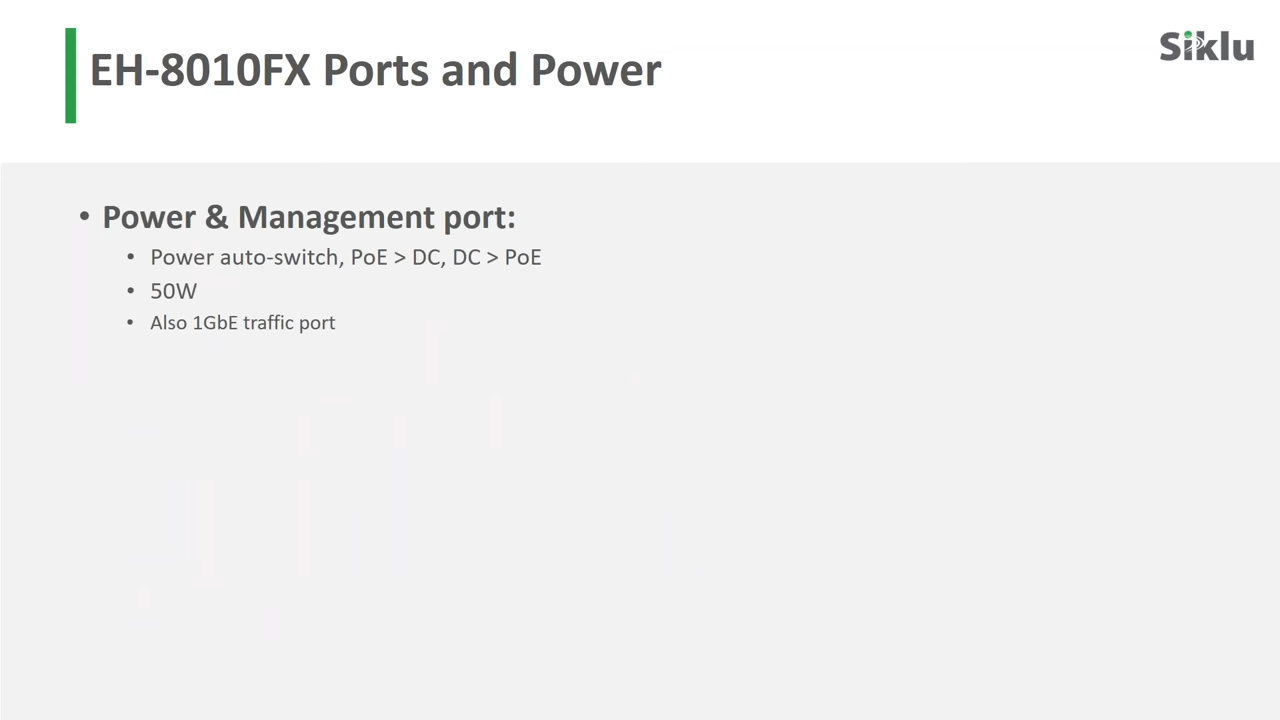 EH-8010FX Ports and Power
Siklu
• Power & Management port:
• Power auto-switch, PoE > DC, DC > PoE
• 50W
• Also 1GbE traffic port